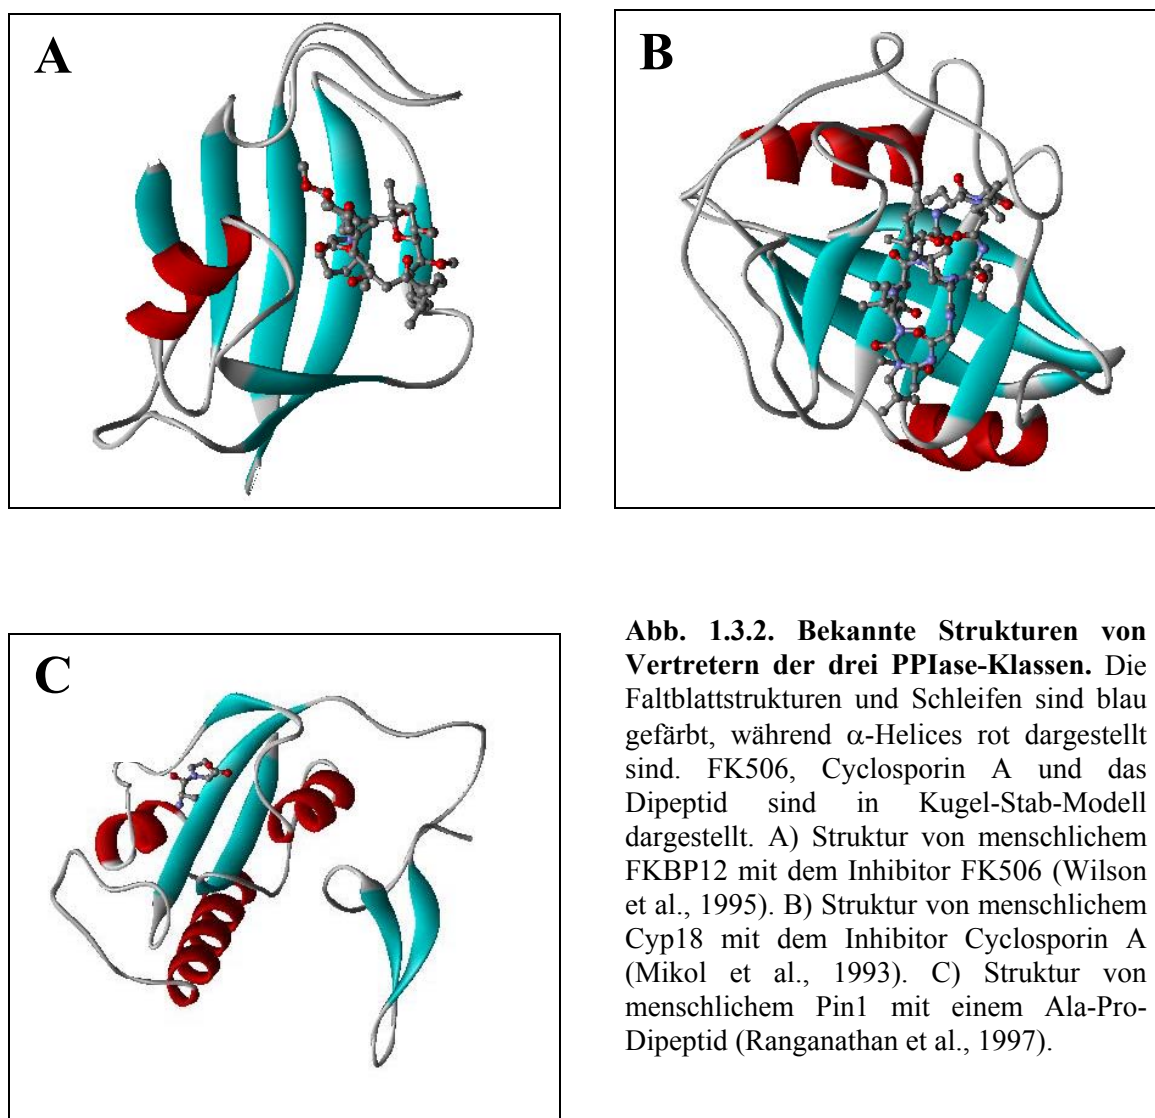 A
B
C
Abb. 1.3.2. Bekannte Strukturen von
Vertretern der drei PPIase-Klassen. Die
Faltblattstrukturen und Schleifen sind blau
gefärbt, während α-Helices rot dargestellt
sind. FK506, Cyclosporin A und das
Dipeptid sind in Kugel-Stab-Modell
dargestellt. A) Struktur von menschlichem
FKBP12 mit dem Inhibitor FK506 (Wilson
et al., 1995). B) Struktur von menschlichem
Cyp18 mit dem Inhibitor Cyclosporin A
(Mikol et al., 1993). C) Struktur von
menschlichem Pin1 mit einem Ala-Pro-
Dipeptid (Ranganathan et al., 1997).